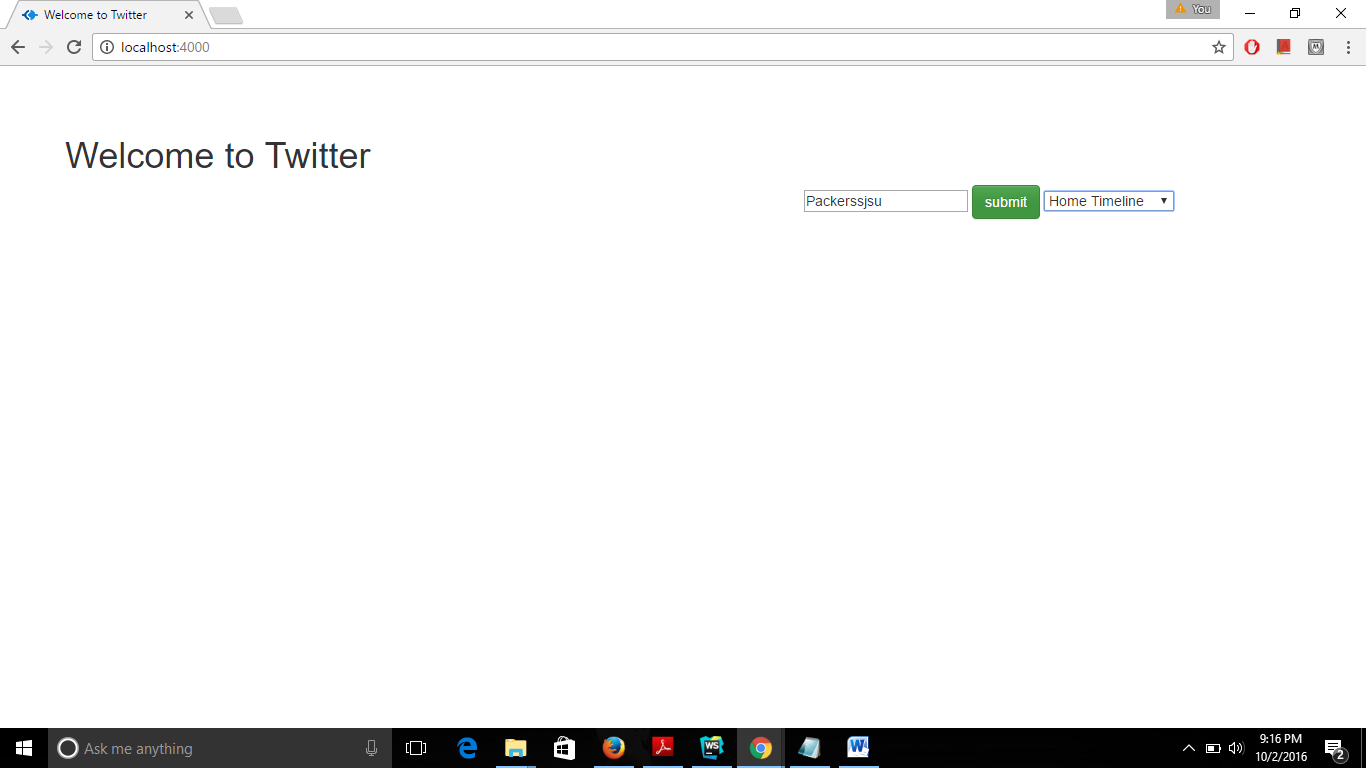 Welcome to Twitter
You
localhost:4000
Welcome to Twitter
Packerssjsu submit Home Timeline
Ask me anything
WS
W
9:16 PM
10/2/2016
2